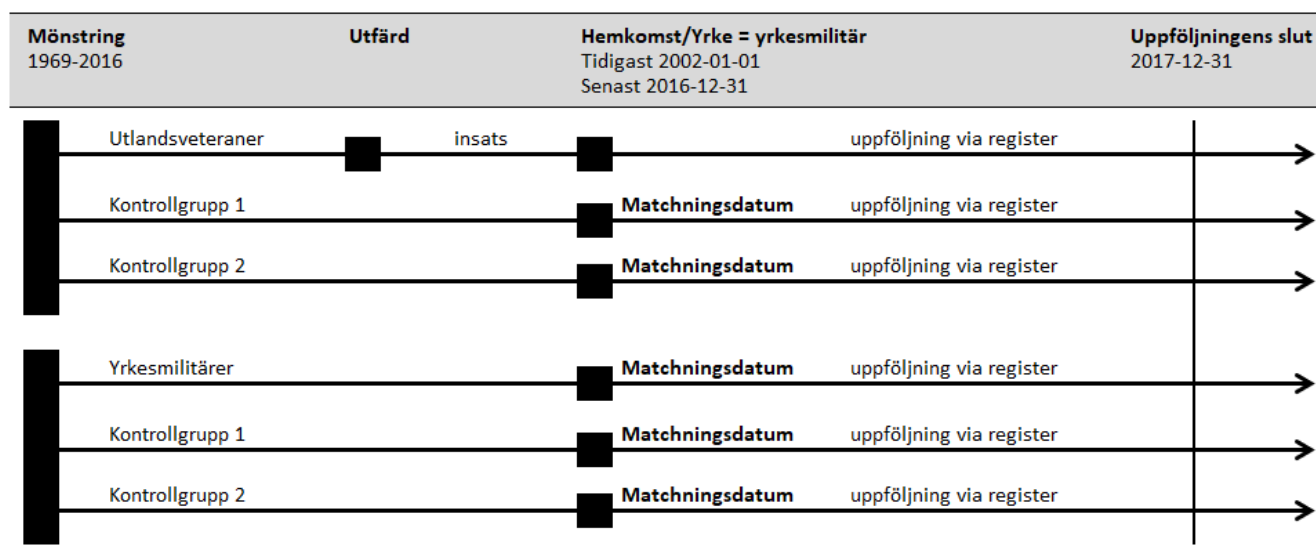 Mönstring Utfärd Hemkomst/Yrke = yrkesmilitär Uppföljningens slut
1969-2016 Tidigast 2002-01-01 2017-12-31
Senast 2016-12-31
Utlandsveteraner insats uppföljning via register
Kontrollgrupp 1 Matchningsdatum uppföljning via register
Kontrollgrupp 2 Matchningsdatum uppföljning via register
Yrkesmilitärer Matchningsdatum uppföljning via register
Kontrollgrupp 1 Matchningsdatum uppföljning via register
Kontrollgrupp 2 Matchningsdatum uppföljning via register